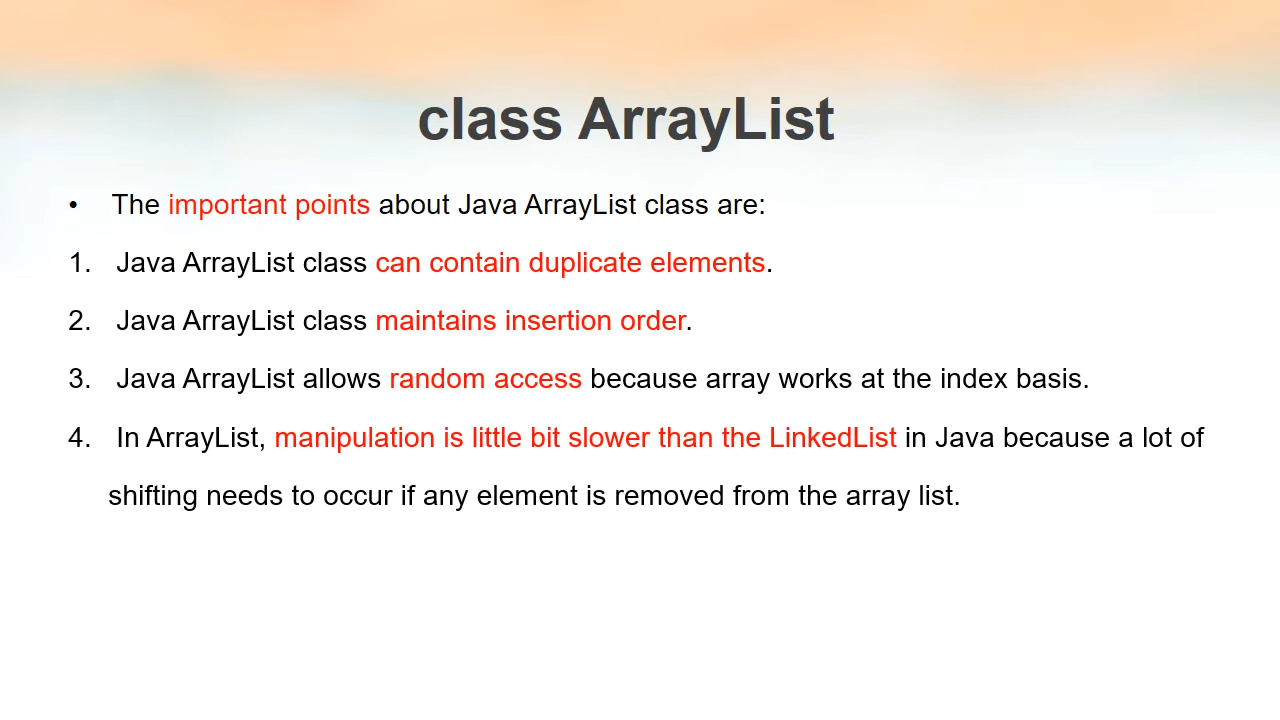 class ArrayList
• The important points about Java ArrayList class are:
1. Java ArrayList class can contain duplicate elements.
2. Java ArrayList class maintains insertion order.
3. Java ArrayList allows random access because array works at the index basis.
4. In ArrayList, manipulation is little bit slower than the LinkedList in Java because a lot of
shifting needs to occur if any element is removed from the array list.